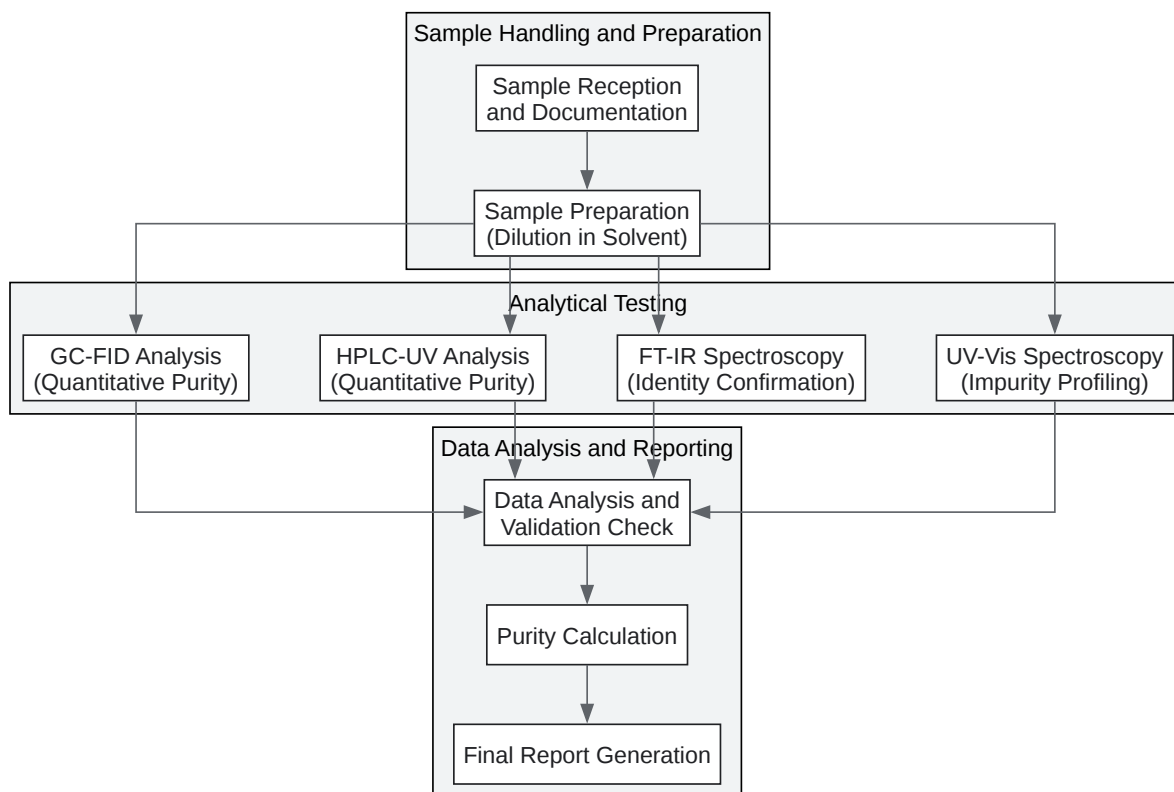 Sample Handling and Preparation
Sample Reception
and Documentation
Sample Preparation
(Dilution in Solvent)
Analytical Testing
GC-FID Analysis
(Quantitative Purity)
HPLC-UV Analysis
(Quantitative Purity)
FT-IR Spectroscopy
(Identity Confirmation)
UV-Vis Spectroscopy
(Impurity Profiling)
Data Analysis and Reporting
Data Analysis and
Validation Check
Purity Calculation
Final Report Generation